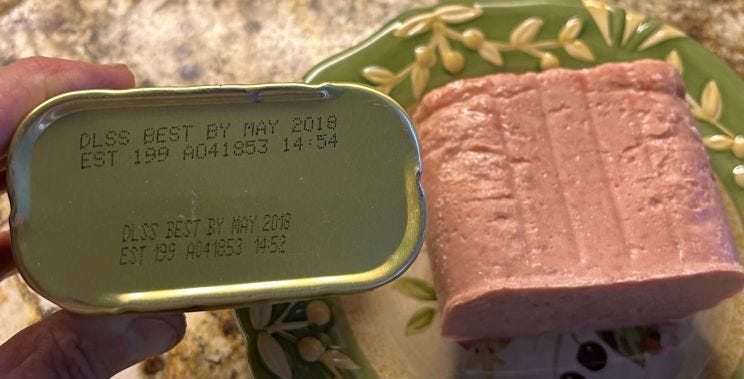 DLSS BEST BY MAY 2018
EST 199 A041853 14:54
DLSS BEST BY MAY 2018
EST 199 A041853 14:52